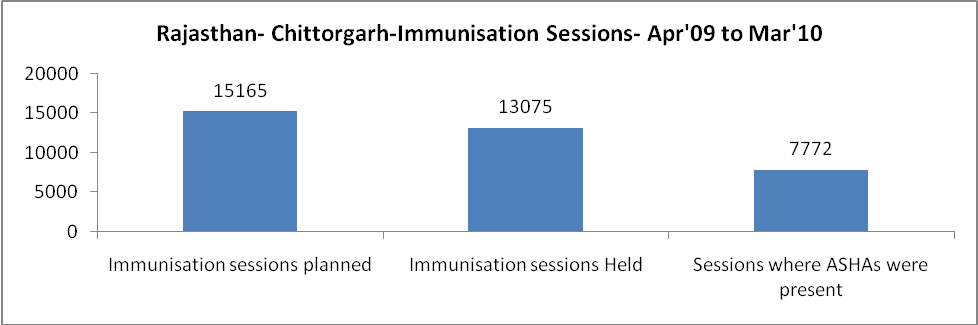 Rajasthan- Chittorgarh-Immunisation Sessions- Apr'09 to Mar'10
20000
15000
10000
5000
0
15165
13075
7772
Immunisation sessions planned
Immunisation sessions Held
Sessions where ASHAs were
present